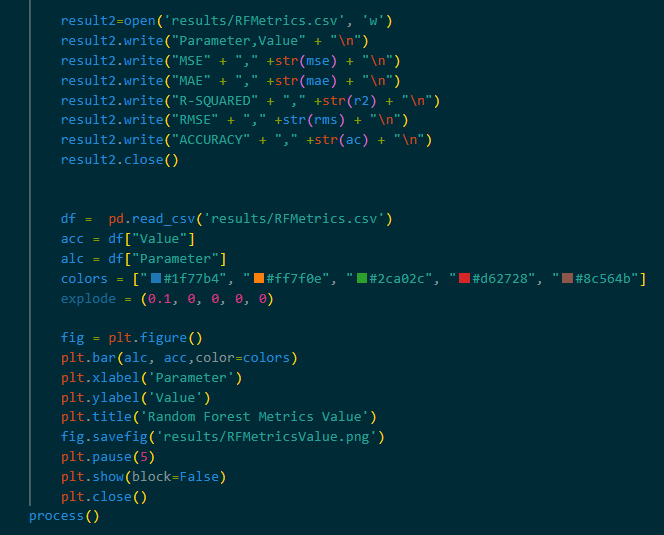 result2=open('results/RFMetrics.csv', 'w')
result2.write("Parameter,Value" + "\n")
result2.write("MSE" + "," +str(mse) + "\n")
result2.write("MAE" + "," +str(mae) + "\n")
result2.write("R-SQUARED" + "," +str(r2) + "\n")
result2.write("RMSE" + "," +str(rms) + "\n")
result2.write("ACCURACY" + "," +str(ac) + "\n")
result2.close()
df =  pd.read_csv('results/RFMetrics.csv')
acc = df["Value"]
alc = df["Parameter"]
colors = ["#1f77b4", "#ff7f0e", "#2ca02c", "#d62728", "#8c564b"]
explode = (0.1, 0, 0, 0, 0)
fig = plt.figure()
plt.bar(alc, acc,color=colors)
plt.xlabel('Parameter')
plt.ylabel('Value')
plt.title('Random Forest Metrics Value')
fig.savefig('results/RFMetricsValue.png')
plt.pause(5)
plt.show(block=False)
plt.close()
process()